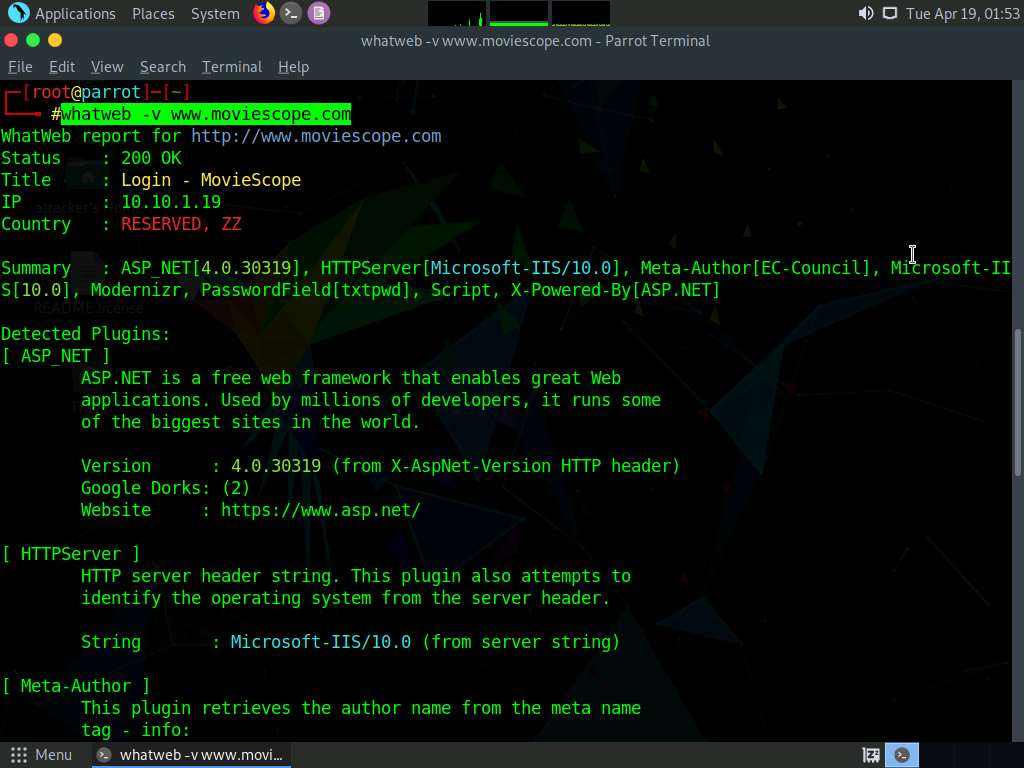 Applications Places System Tue Apr 19, 01:53
whatweb -v www.moviescope.com - Parrot Terminal
File Edit View Search Terminal Help
[root@parrot]-[~]
#whatweb -v www.moviescope.com
WhatWeb report for http://www.moviescope.com
Status : 200 OK
Title : Login - MovieScope
IP : 10.10.1.19
Country : RESERVED, ZZ
Summary : ASP_NET[4.0.30319], HTTPServer[Microsoft-IIS/10.0], Meta-Author[EC-Council], Microsoft-II
S[10.0], Modernizr, PasswordField[txtpwd], Script, X-Powered-By[ASP.NET]
README.license
Detected Plugins:
[ ASP_NET ]
ASP.NET is a free web framework that enables great Web
applications. Used by millions of developers, it runs some
of the biggest sites in the world.
Version : 4.0.30319 (from X-AspNet-Version HTTP header)
Google Dorks: (2)
Website : https://www.asp.net/
[ HTTPServer ]
HTTP server header string. This plugin also attempts to
identify the operating system from the server header.
String : Microsoft-IIS/10.0 (from server string)
[ Meta-Author ]
This plugin retrieves the author name from the meta name
tag - info:
Menu whatweb -v www.movi...